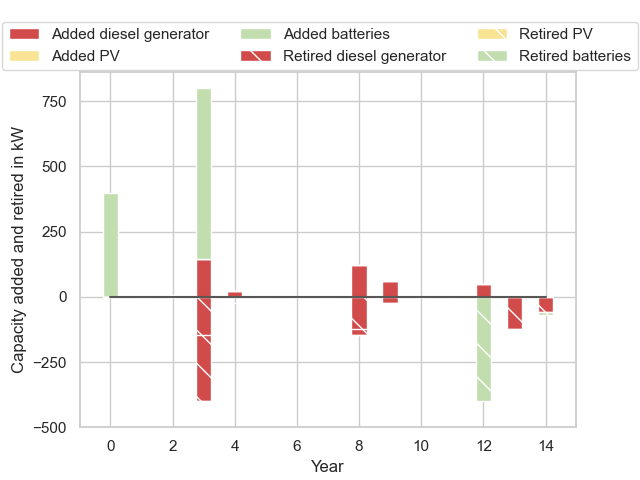 Added diesel generator
Added PV
Added batteries
Retired diesel generator
Retired PV
Retired batteries
Capacity added and retired in kW
750
500
250
0
−250
−500
0 2 4 6 8 10 12 14
Year